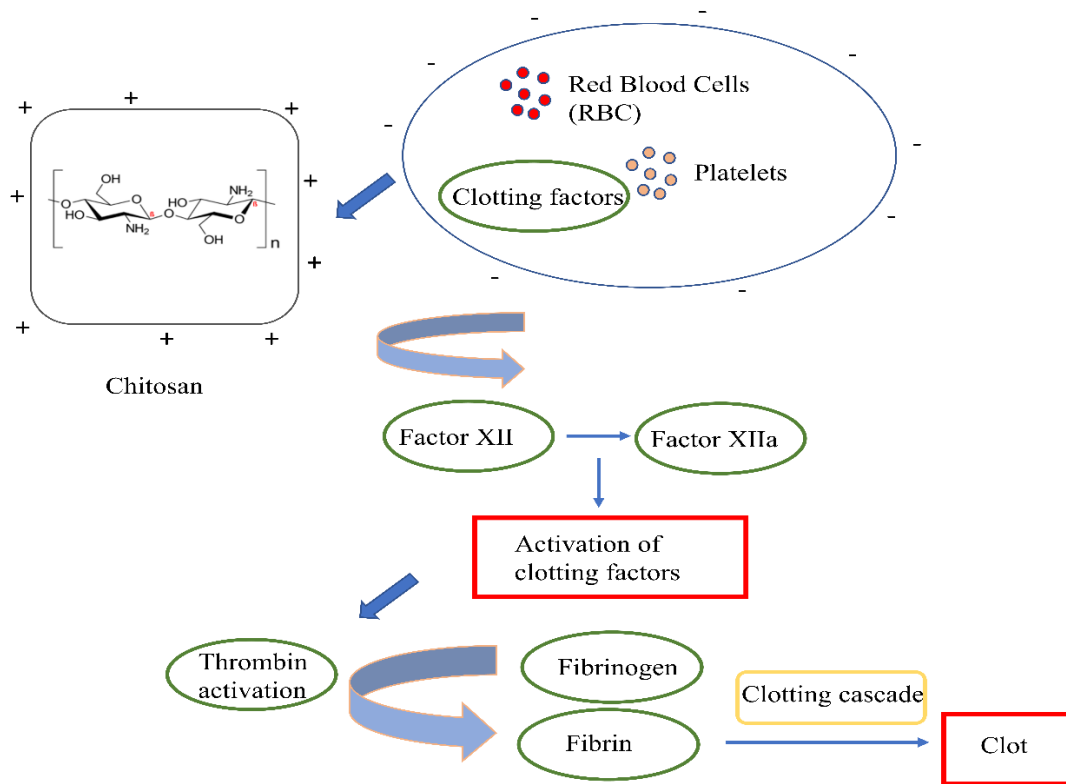 Red Blood Cells
(RBC)
Platelets
Clotting factors
OH
HO
O
β
O
HO
NH₂
NH₂
O
β
O
OH
n
Chitosan
Factor XII
Factor XIIa
Activation of
clotting factors
Thrombin
activation
Fibrinogen
Fibrin
Clotting cascade
Clot